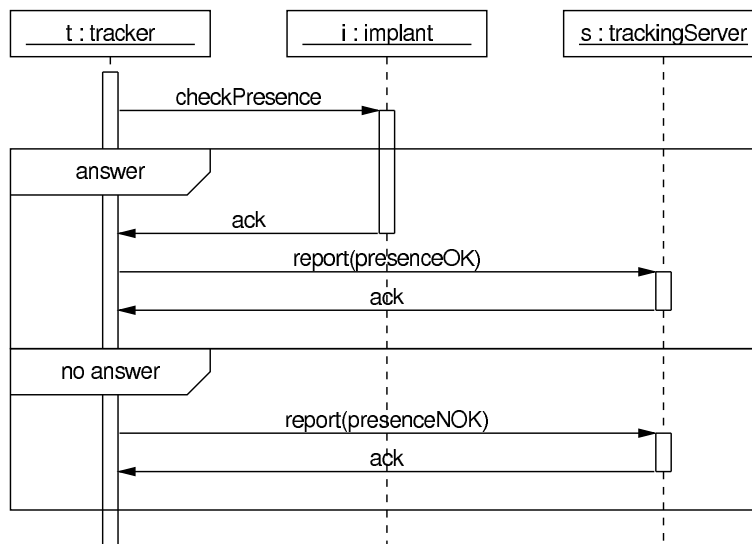 t : tracker
i : implant
s : trackingServer
checkPresence
answer
ack
report(presenceOK)
ack
no answer
report(presenceNOK)
ack